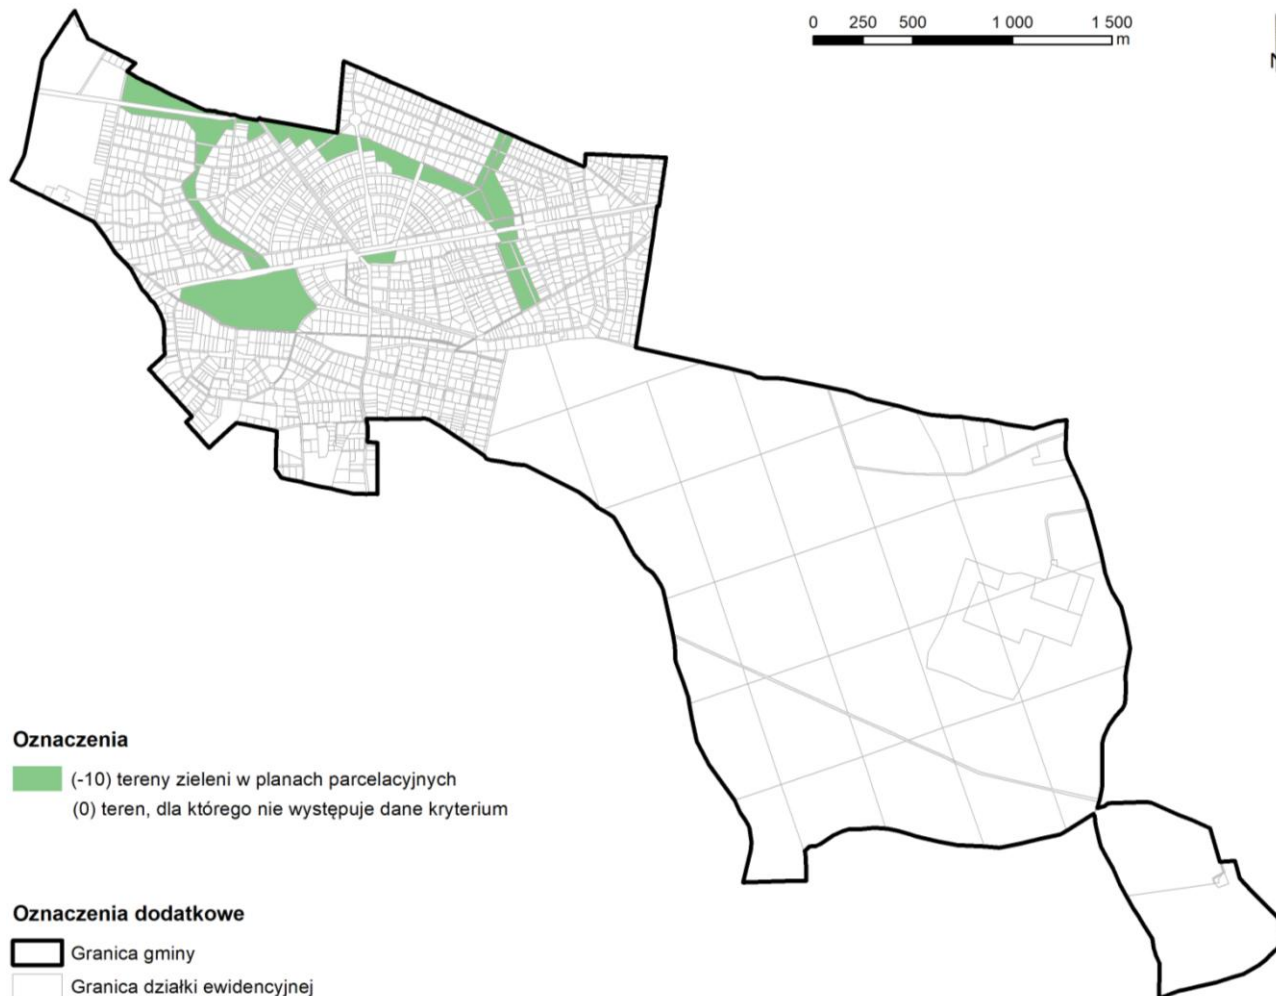 0 250 500 1 000 1 500
m
N
Oznaczenia
(-10) tereny zieleni w planach parcelacyjnych
(0) teren, dla którego nie występuje dane kryterium
Oznaczenia dodatkowe
Granica gminy
Granica działki ewidencyjnej